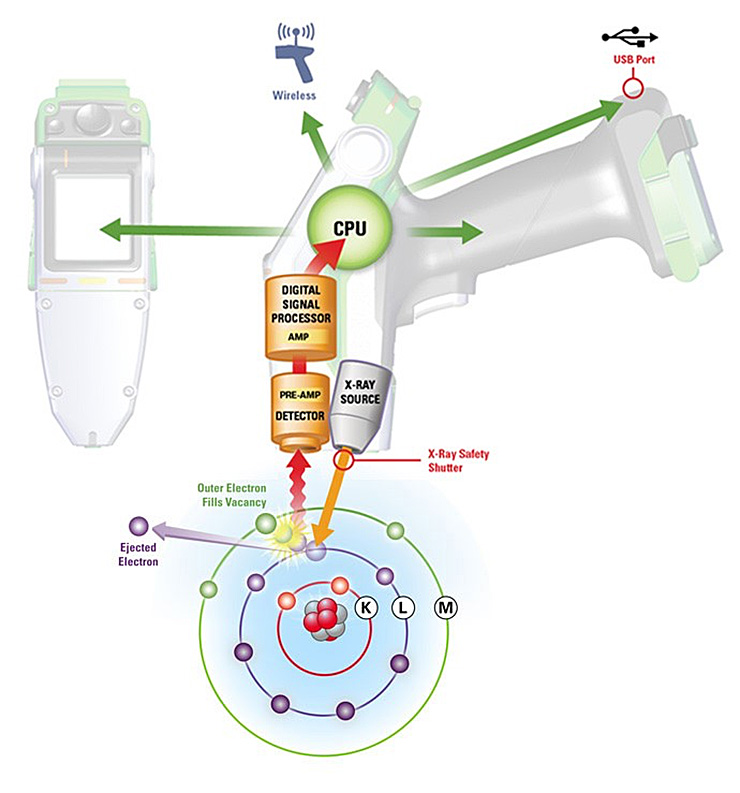 USB Port
Wireless
CPU
DIGITAL
SIGNAL
PROCESSOR
AMP
X-RAY
SOURCE
PRE-AMP
DETECTOR
X-Ray Safety
Shutter
Outer Electron
Fills Vacancy
Ejected
Electron
K L M